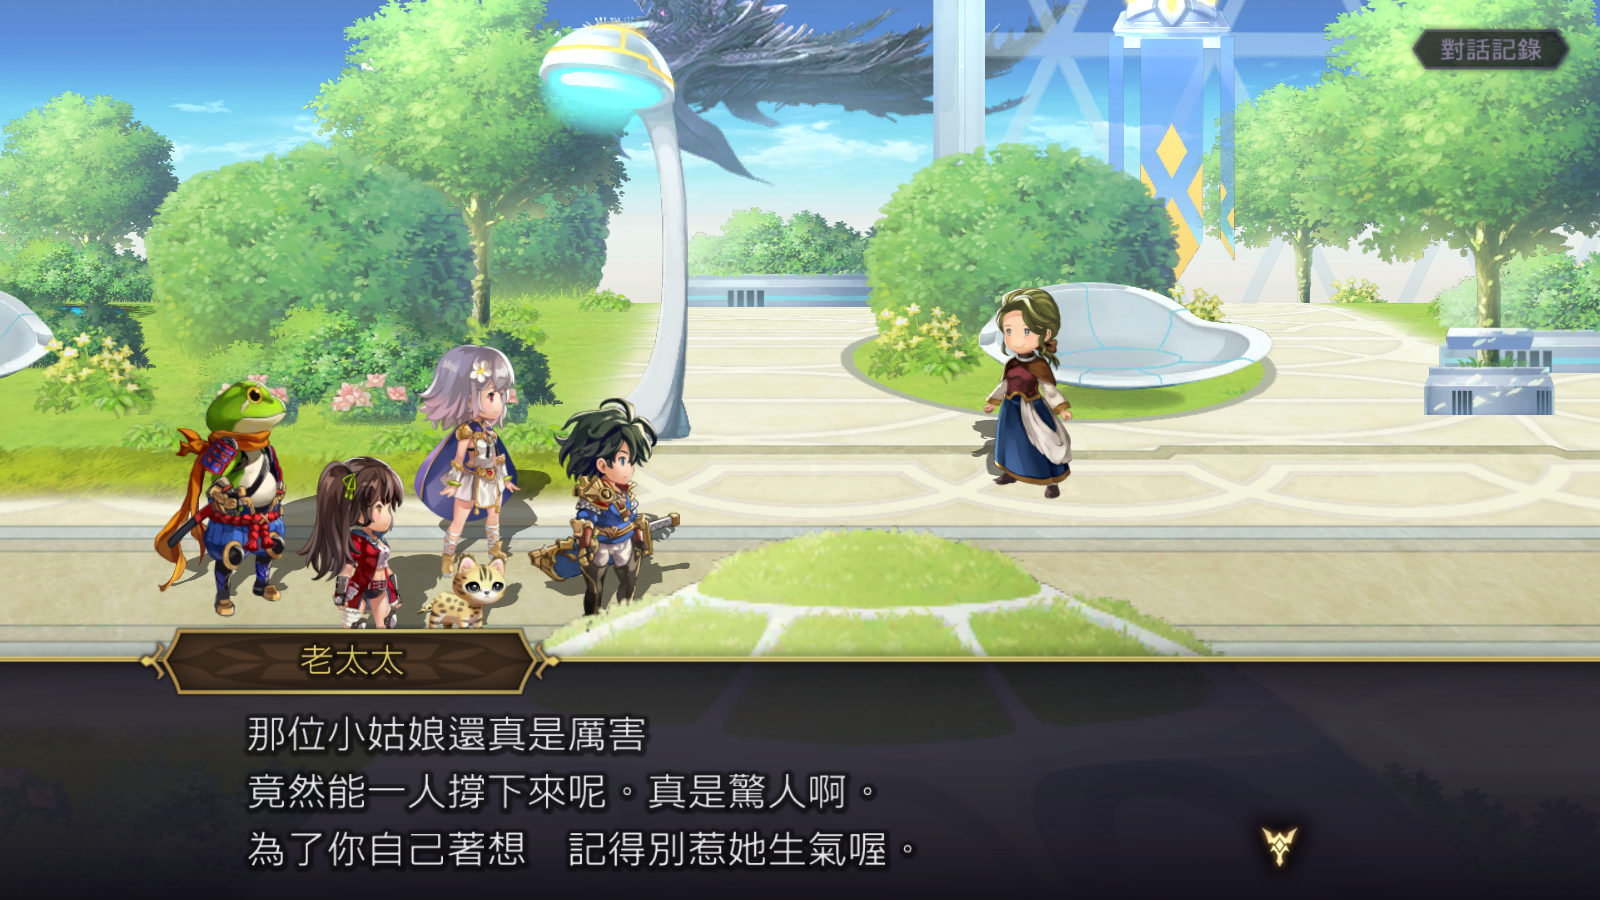 對話記錄
老太太
那位小姑娘還真是厲害
竟然能一人撐下來呢。真是驚人啊。
為了你自己著想　記得別惹她生氣喔。